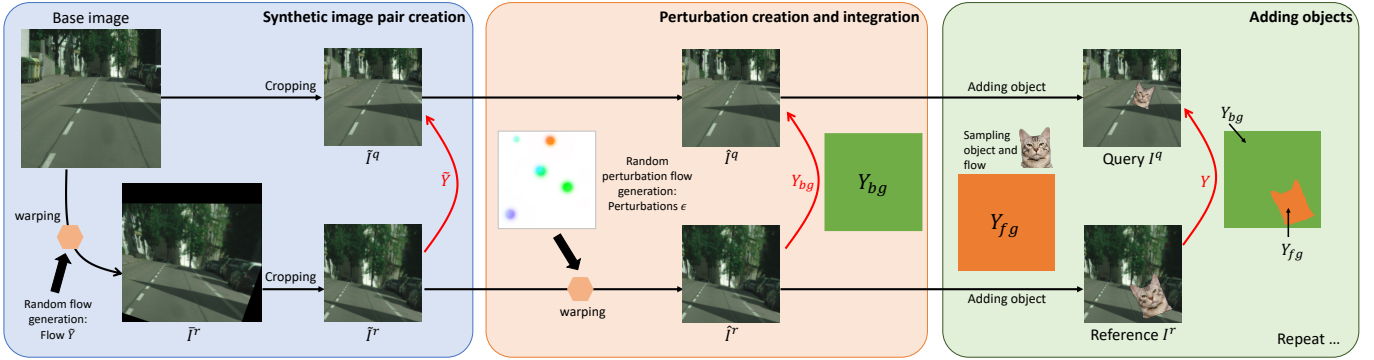 Synthetic image pair creation
Base image
Cropping
Ĩ^q
Ỹ
warping
Random flow
generation:
Flow Ỹ
Ī^r
Cropping
Ĩ^r
Perturbation creation and integration
Î^q
Random
perturbation flow
generation:
Perturbations ϵ
Y_bg
Y_bg
warping
Î^r
Adding objects
Adding object
Sampling
object and
flow
Query I^q
Y_bg
Y_fg
Y
Y_fg
Adding object
Reference I^r
Repeat ...